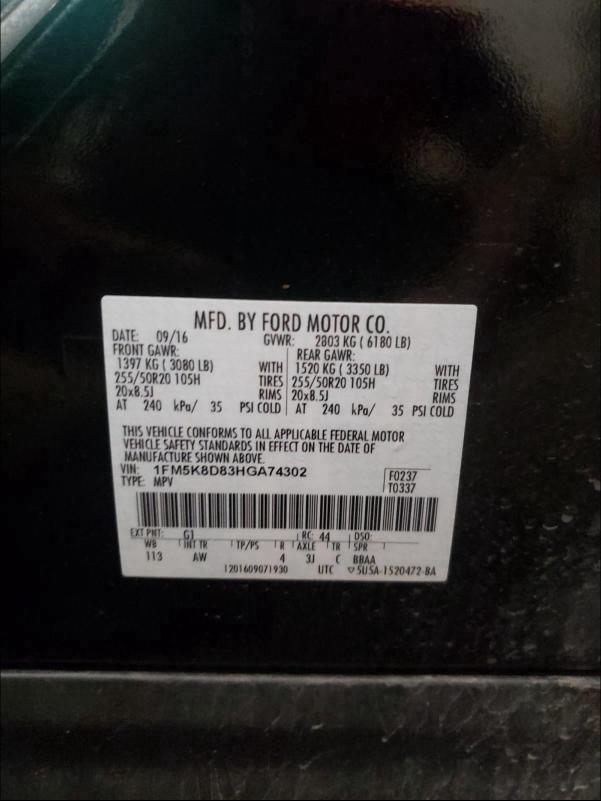 MFD. BY FORD MOTOR CO.
DATE: 09/16 GVWR: 2803 KG ( 6180 LB)
FRONT GAWR: REAR GAWR:
1397 KG ( 3080 LB) WITH 1520 KG ( 3350 LB) WITH
255/50R20 105H TIRES 255/50R20 105H TIRES
20x8.5J RIMS 20x8.5J RIMS
AT 240 kPa/ 35 PSI COLD AT 240 kPa/ 35 PSI COLD
THIS VEHICLE CONFORMS TO ALL APPLICABLE FEDERAL MOTOR
VEHICLE SAFETY STANDARDS IN EFFECT ON THE DATE OF
MANUFACTURE SHOWN ABOVE.
VIN: 1FM5K8D83HGA74302 F0237
TYPE: MPV T0337
EXT PNT: G1 RC: 44 DSO:
WB INT TR TP/PS R AXLE TR SPR
113 AW 4 3J C BBAA
1201609071930 UTC ▽5U5A-1520472-BA